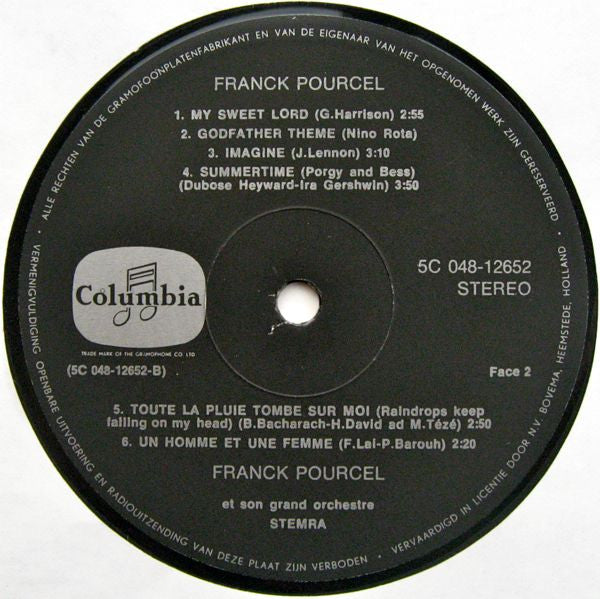 ALLE RECHTEN VAN DE GRAMOFOONPLATENFABRIKANT EN VAN DE EIGENAAR VAN HET OPGENOMEN WERK ZIJN GERESERVEERD
FRANCK POURCEL
1. MY SWEET LORD (G.Harrison) 2:55
2. GODFATHER THEME (Nino Rota)
3. IMAGINE (J.Lennon) 3:10
4. SUMMERTIME (Porgy and Bess)
(Dubose Heyward-Ira Gershwin) 3:50
5C 048-12652
STEREO
Columbia
TRADE MARK OF THE GRAMOPHONE CO LTD
(5C 048-12652-B)
Face 2
5. TOUTE LA PLUIE TOMBE SUR MOI (Raindrops keep
falling on my head) (B.Bacharach-H.David ad M.Tézé) 2:50
6. UN HOMME ET UNE FEMME (F.Lai-P.Barouh) 2:20
FRANCK POURCEL
et son grand orchestre
STEMRA
• VERMENIGVULDIGING OPENBARE UITVOERING EN RADIOUITZENDING VAN DEZE PLAAT ZIJN VERBODEN •
VERVAARDIGD IN LICENTIE DOOR N.V. BOVEMA, HEEMSTEDE, HOLLAND •